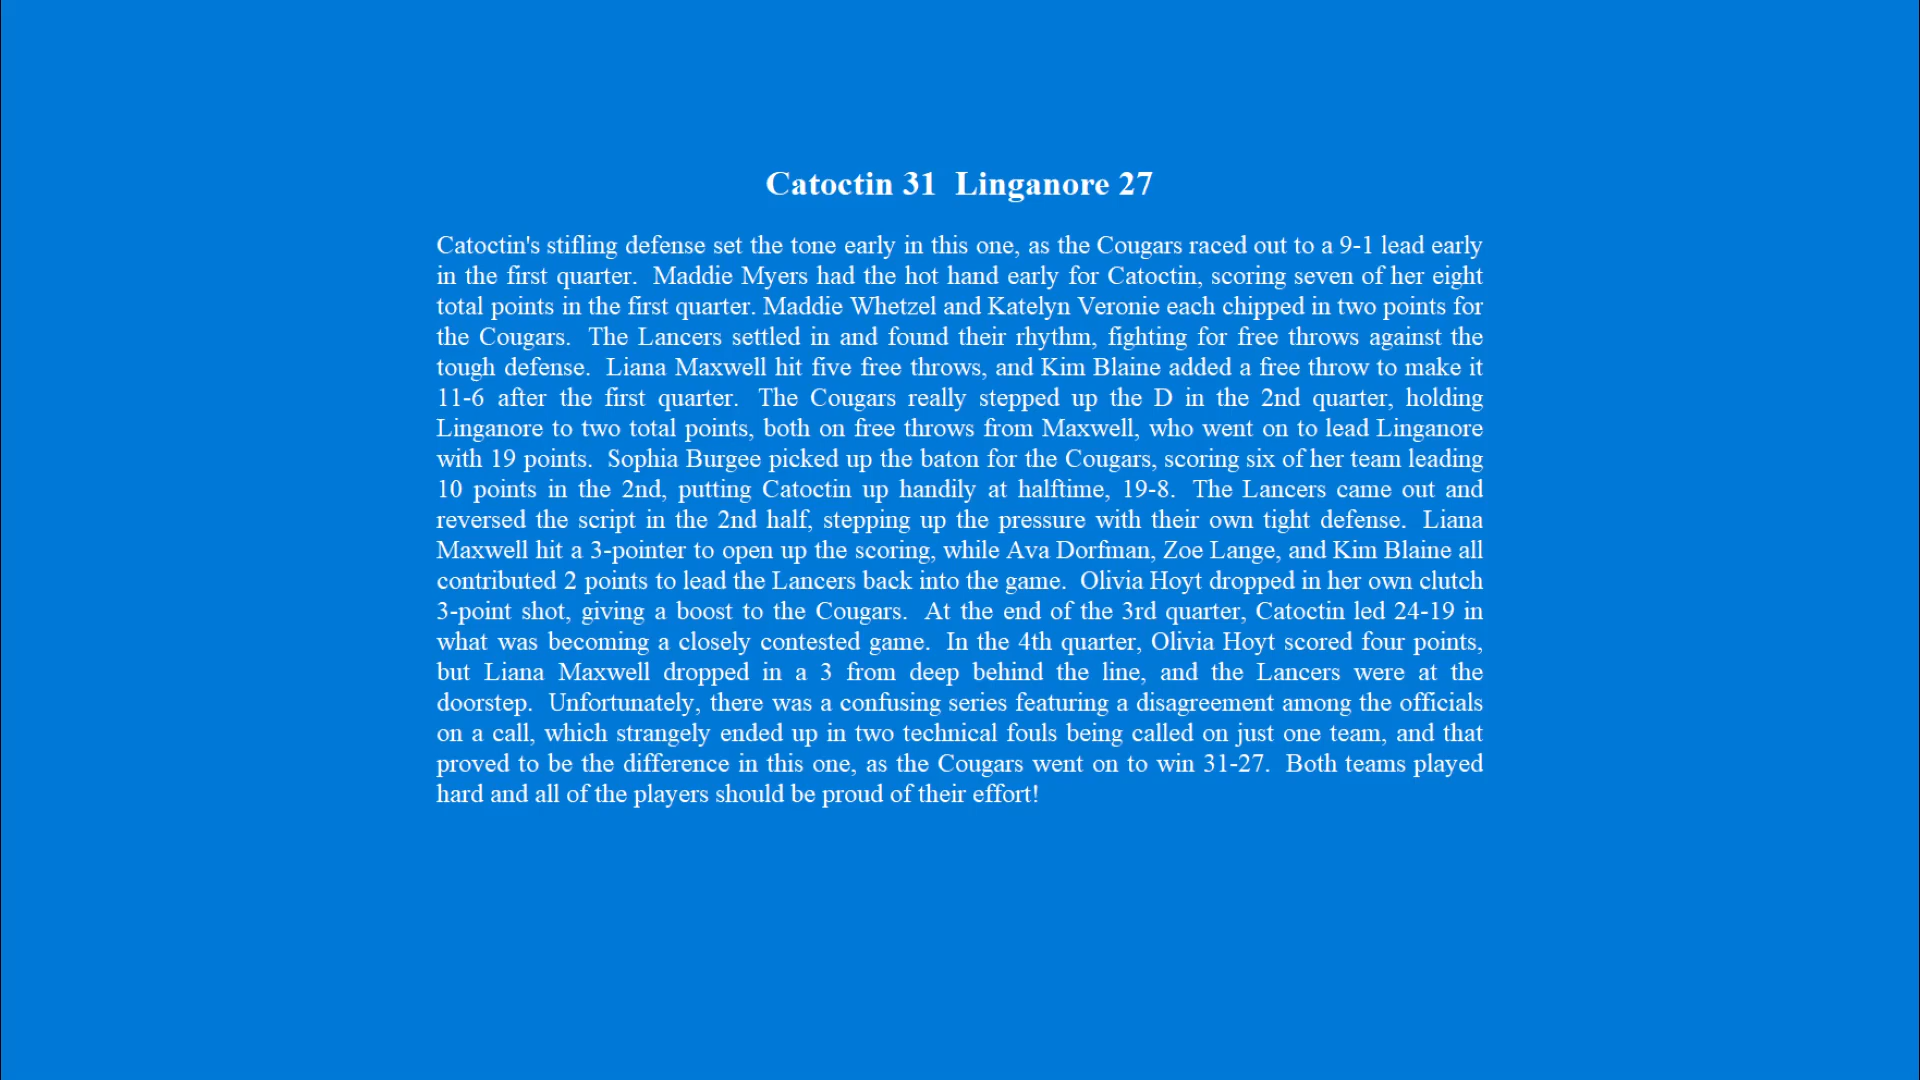 Catoctin 31  Linganore 27
Catoctin's stifling defense set the tone early in this one, as the Cougars raced out to a 9-1 lead early
in the first quarter.  Maddie Myers had the hot hand early for Catoctin, scoring seven of her eight
total points in the first quarter. Maddie Whetzel and Katelyn Veronie each chipped in two points for
the Cougars.  The Lancers settled in and found their rhythm, fighting for free throws against the
tough defense.  Liana Maxwell hit five free throws, and Kim Blaine added a free throw to make it
11-6 after the first quarter.  The Cougars really stepped up the D in the 2nd quarter, holding
Linganore to two total points, both on free throws from Maxwell, who went on to lead Linganore
with 19 points.  Sophia Burgee picked up the baton for the Cougars, scoring six of her team leading
10 points in the 2nd, putting Catoctin up handily at halftime, 19-8.  The Lancers came out and
reversed the script in the 2nd half, stepping up the pressure with their own tight defense.  Liana
Maxwell hit a 3-pointer to open up the scoring, while Ava Dorfman, Zoe Lange, and Kim Blaine all
contributed 2 points to lead the Lancers back into the game.  Olivia Hoyt dropped in her own clutch
3-point shot, giving a boost to the Cougars.  At the end of the 3rd quarter, Catoctin led 24-19 in
what was becoming a closely contested game.  In the 4th quarter, Olivia Hoyt scored four points,
but Liana Maxwell dropped in a 3 from deep behind the line, and the Lancers were at the
doorstep.  Unfortunately, there was a confusing series featuring a disagreement among the officials
on a call, which strangely ended up in two technical fouls being called on just one team, and that
proved to be the difference in this one, as the Cougars went on to win 31-27.  Both teams played
hard and all of the players should be proud of their effort!